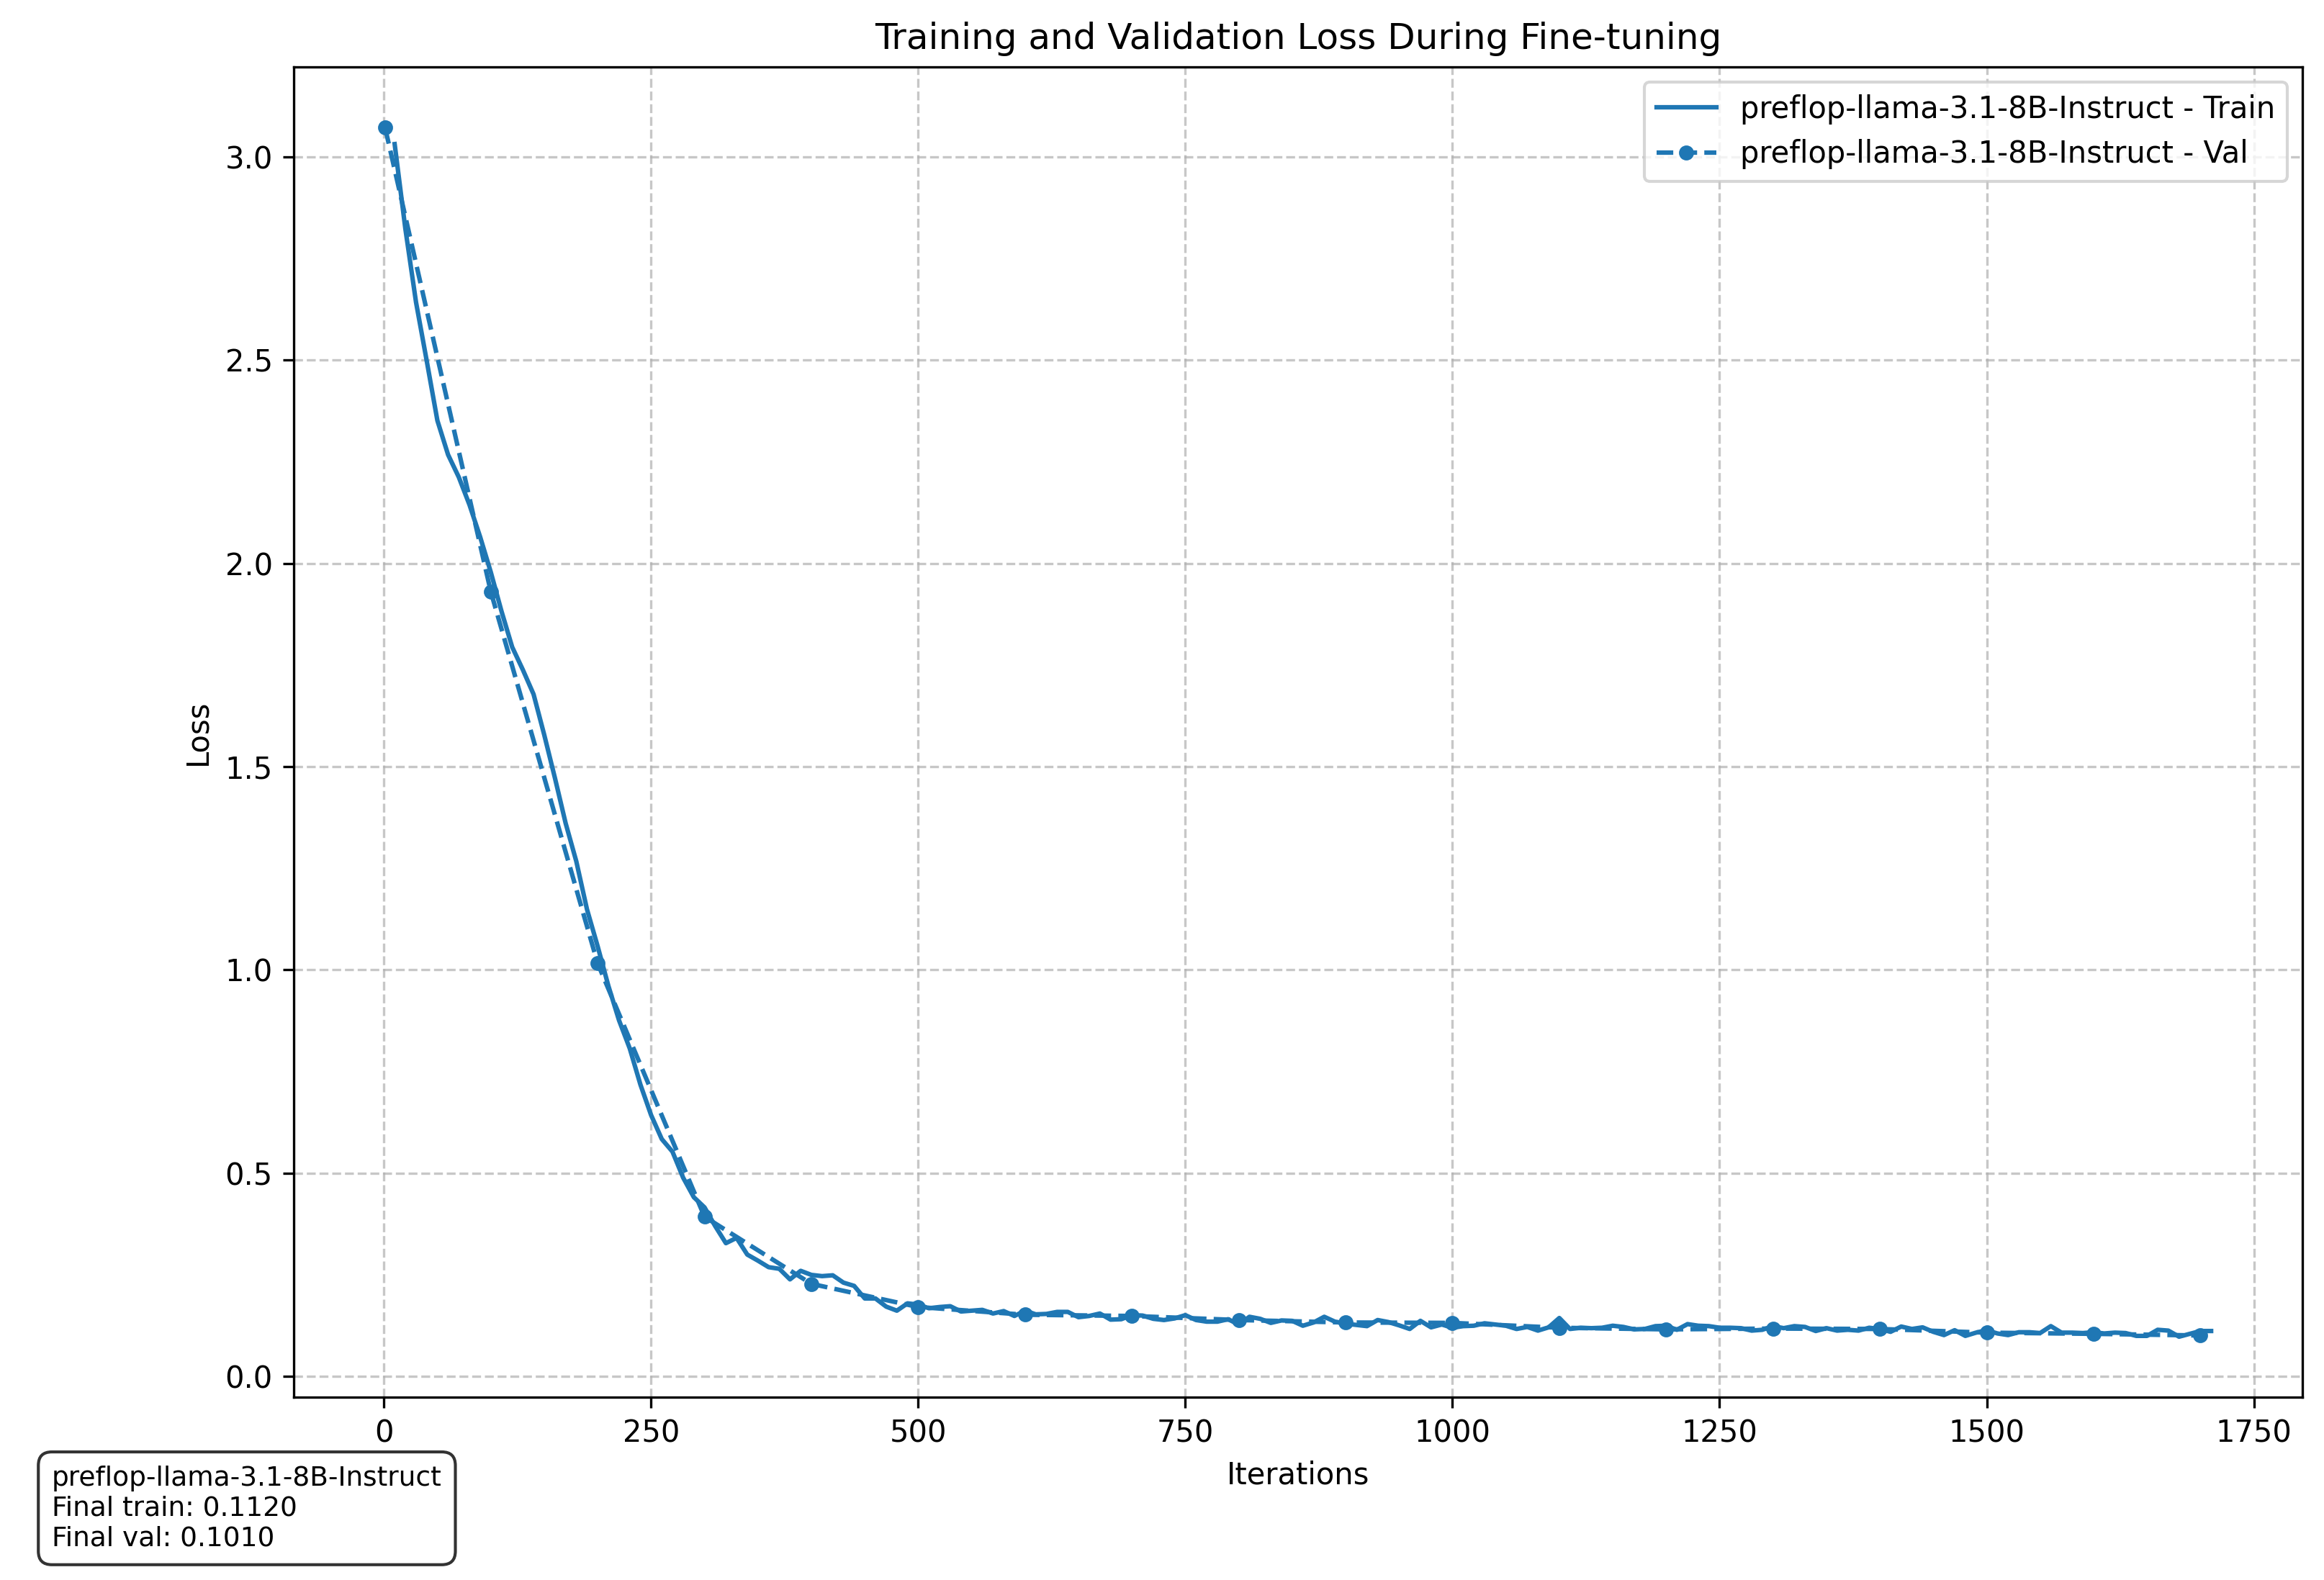 Training and Validation Loss During Fine-tuning
preflop-llama-3.1-8B-Instruct - Train
preflop-llama-3.1-8B-Instruct - Val
Loss
3.0
2.5
2.0
1.5
1.0
0.5
0.0
0 250 500 750 1000 1250 1500 1750
Iterations
preflop-llama-3.1-8B-Instruct
Final train: 0.1120
Final val: 0.1010